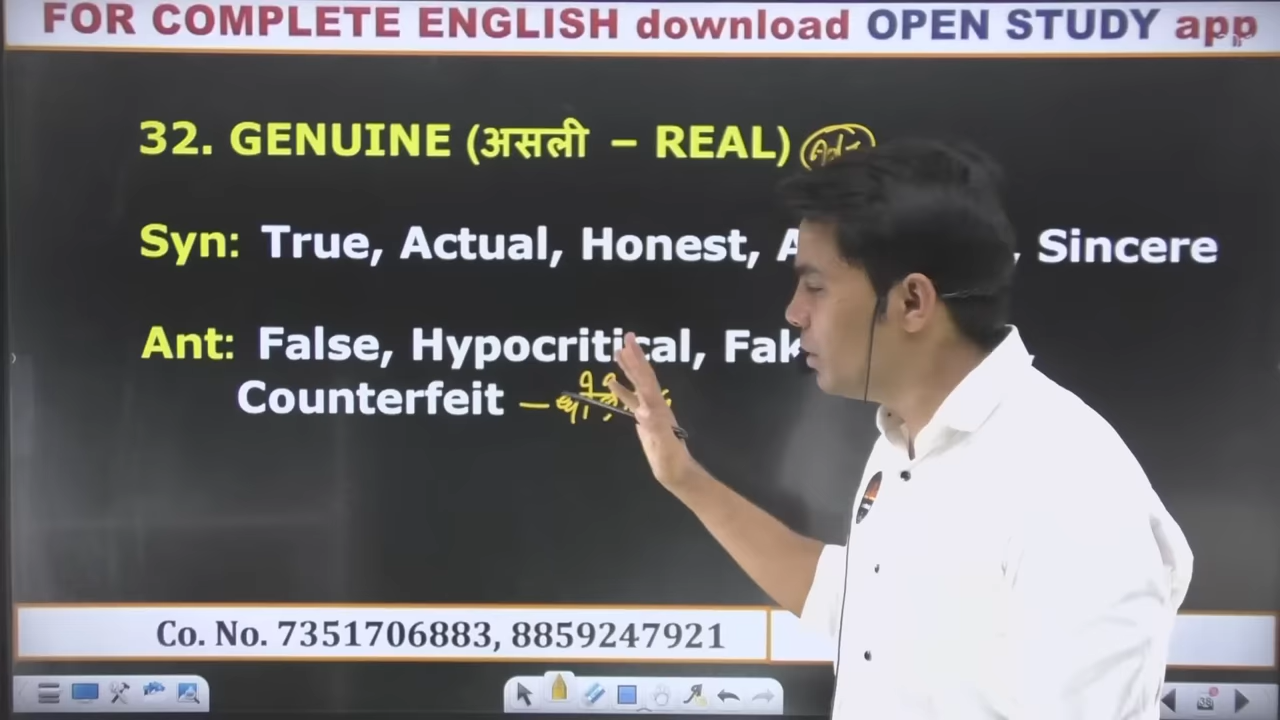 FOR COMPLETE ENGLISH download OPEN STUDY app
32. GENUINE (असली – REAL)
Syn: True, Actual, Honest, Sincere
Ant: False, Hypocritical,
Counterfeit –
Co. No. 7351706883, 8859247921